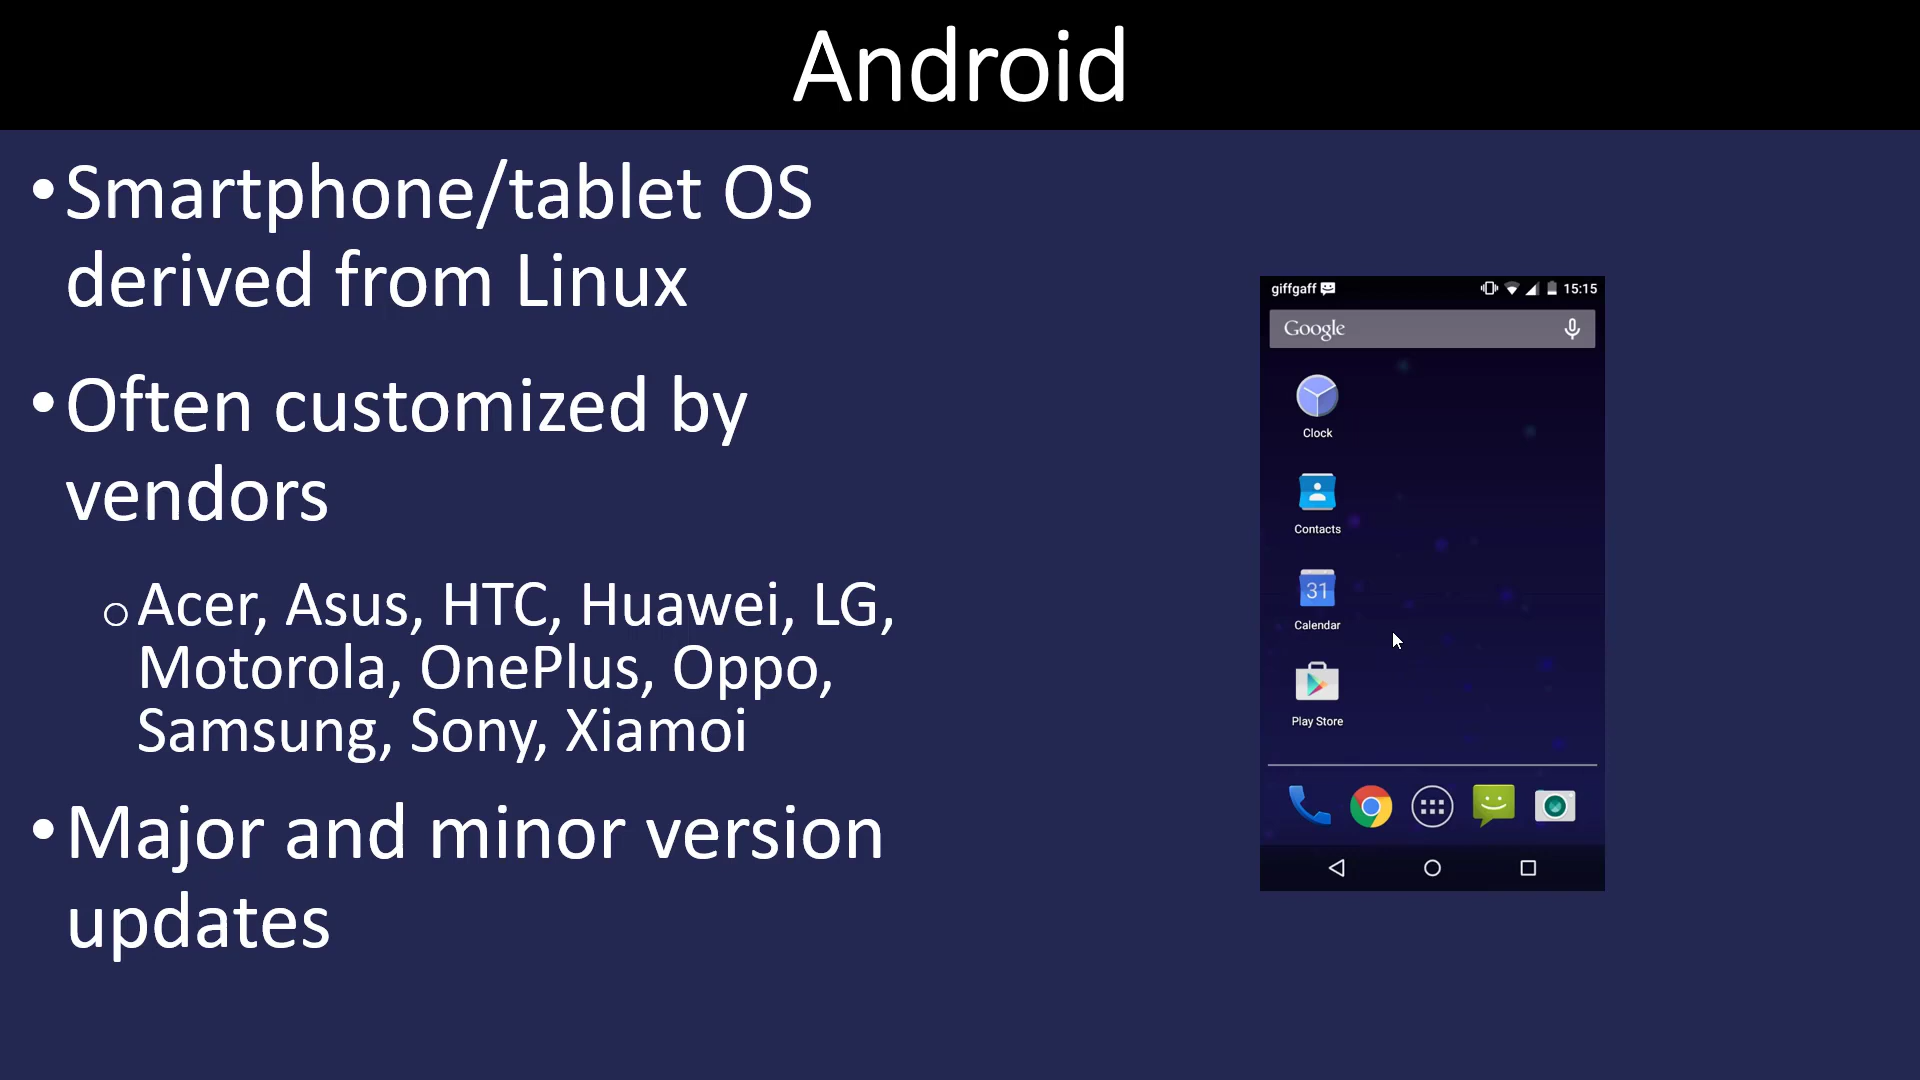 Android
•Smartphone/tablet OS
derived from Linux
•Often customized by
vendors
oAcer, Asus, HTC, Huawei, LG,
Motorola, OnePlus, Oppo,
Samsung, Sony, Xiamoi
•Major and minor version
updates
giffgaff 15:15
Google
Clock
Contacts
31
Calendar
Play Store